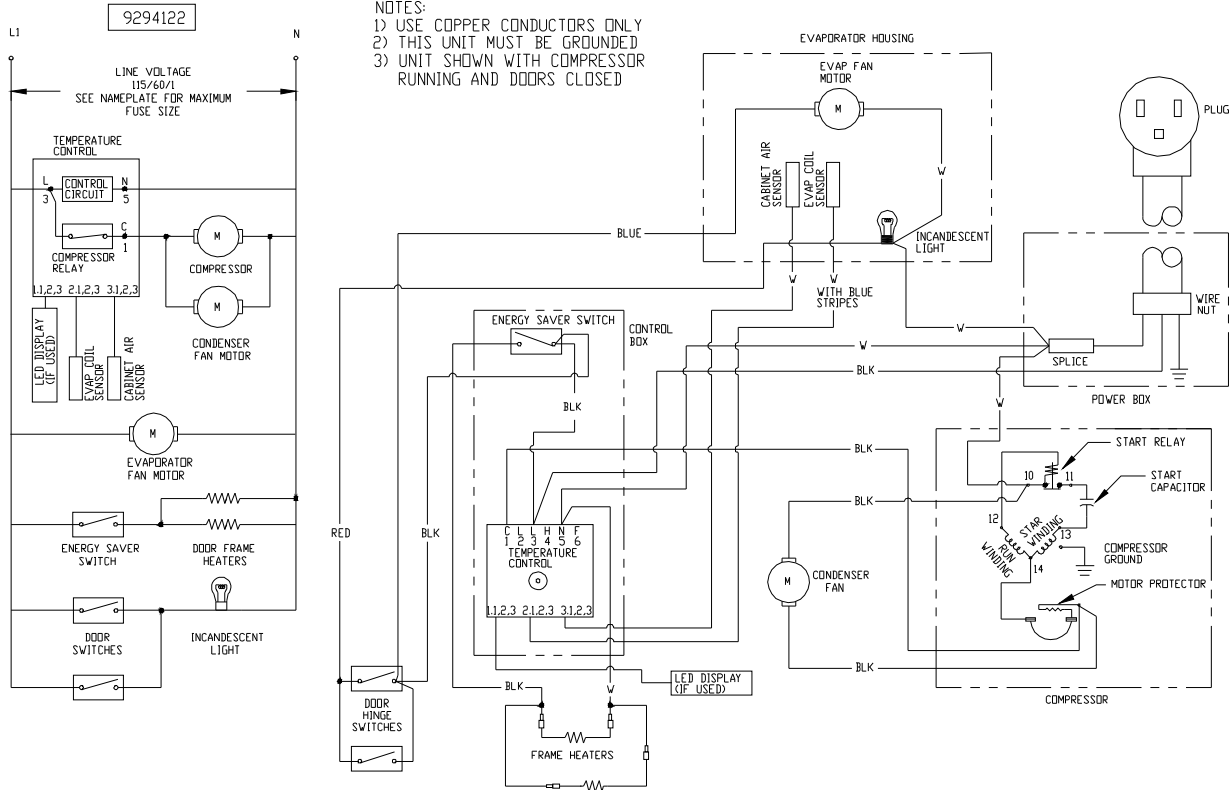 9294122
NOTES:
1) USE COPPER CONDUCTORS ONLY
2) THIS UNIT MUST BE GROUNDED
3) UNIT SHOWN WITH COMPRESSOR
RUNNING AND DOORS CLOSED
L1
N
LINE VOLTAGE
115/60/1
SEE NAMEPLATE FOR MAXIMUM
FUSE SIZE
TEMPERATURE
CONTROL
L
3
CONTROL
CIRCUIT
N
5
C
1
COMPRESSOR
RELAY
1.1,2,3 2.1,2,3 3.1,2,3
M
COMPRESSOR
M
CONDENSER
FAN MOTOR
LED DISPLAY
(IF USED)
EVAP COIL
SENSOR
CABINET AIR
SENSOR
M
EVAPORATOR
FAN MOTOR
ENERGY SAVER
SWITCH
DOOR FRAME
HEATERS
DOOR
SWITCHES
INCANDESCENT
LIGHT
EVAPORATOR HOUSING
EVAP FAN
MOTOR
M
CABINET AIR
SENSOR
EVAP COIL
SENSOR
W
BLUE
INCANDESCENT
LIGHT
W
W
WITH BLUE
STRIPES
PLUG
WIRE
NUT
SPLICE
POWER BOX
W
W
BLK
W
ENERGY SAVER SWITCH
CONTROL
BOX
BLK
RED
BLK
C L L H N F
1 2 3 4 5 6
TEMPERATURE
CONTROL
1.1,2,3 2.1,2,3 3.1,2,3
LED DISPLAY
(IF USED)
DOOR
HINGE
SWITCHES
BLK
W
FRAME HEATERS
BLK
BLK
M
CONDENSER
FAN
BLK
START RELAY
10
11
START
CAPACITOR
12
STAR
WINDING
13
RUN
WINDING
14
COMPRESSOR
GROUND
MOTOR PROTECTOR
COMPRESSOR